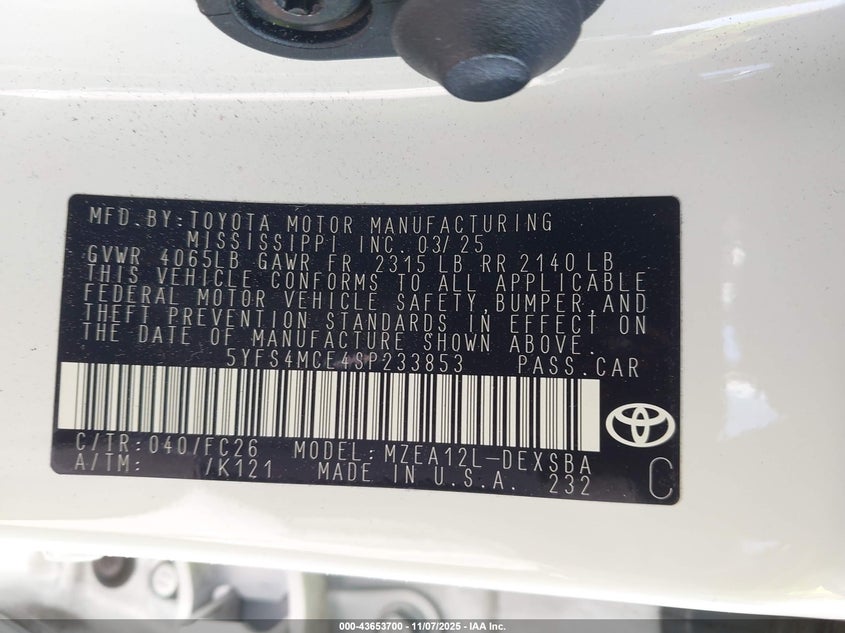 MFD.BY:TOYOTA MOTOR MANUFACTURING
MISSISSIPPI INC. 03/25
GVWR 4065LB GAWR FR 2315 LB RR 2140 LB
THIS VEHICLE CONFORMS TO ALL APPLICABLE
FEDERAL MOTOR VEHICLE SAFETY,BUMPER,AND
THEFT PREVENTION STANDARDS IN EFFECT ON
THE DATE OF MANUFACTURE SHOWN ABOVE.
5YFS4MCE4SP233853 PASS.CAR
C/TR:040/FC26 MODEL:MZEA12L-DEXSBA
A/TM: /K121 MADE IN U.S.A. 232
C
000-43653700 - 11/07/2025 - IAA Inc.